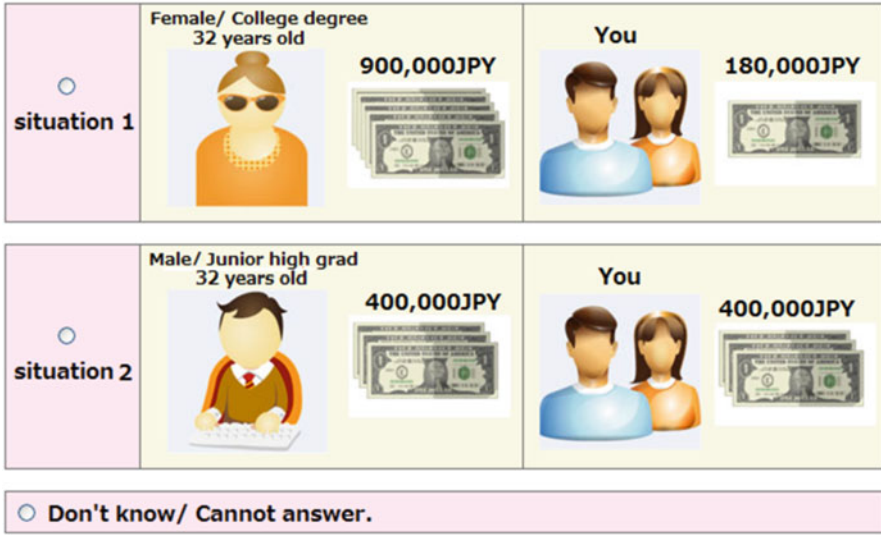 Female/ College degree
32 years old
900,000JPY
You
180,000JPY
situation 1
Male/ Junior high grad
32 years old
400,000JPY
You
400,000JPY
situation 2
Don't know/ Cannot answer.